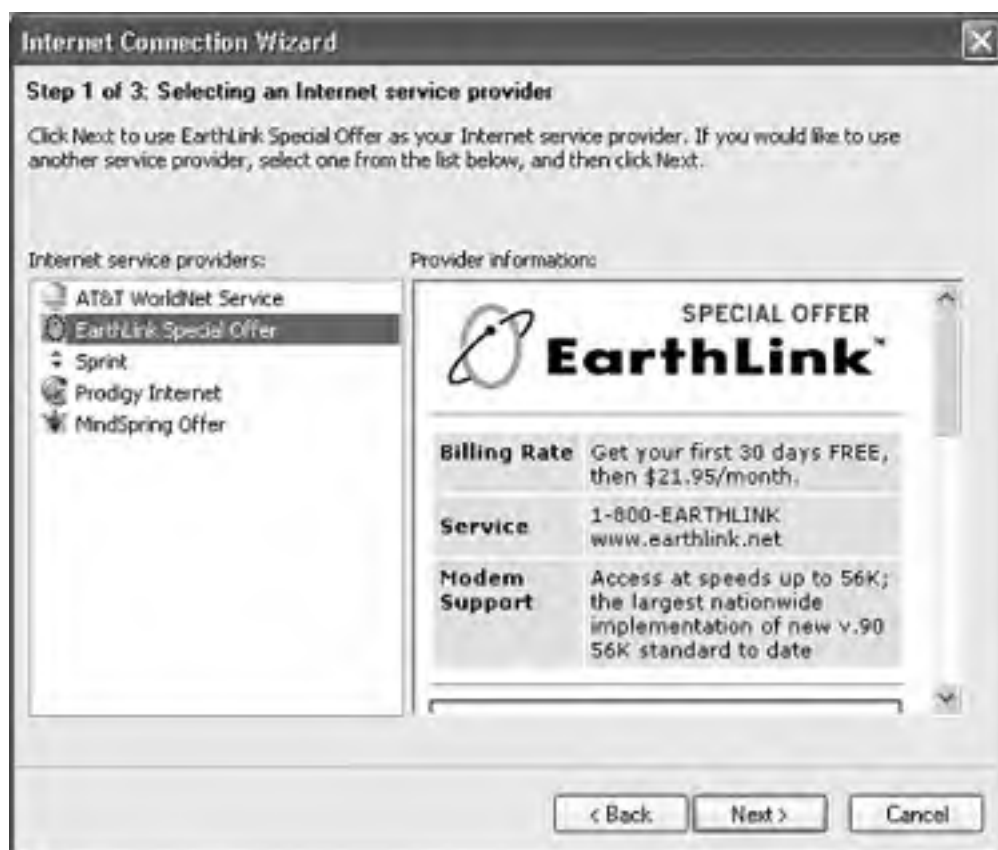 Internet Connection Wizard
Step 1 of 3: Selecting an Internet service provider
Click Next to use EarthLink Special Offer as your Internet service provider. If you would like to use
another service provider, select one from the list below, and then click Next.
Internet service providers:
AT&T WorldNet Service
EarthLink Special Offer
Sprint
Prodigy Internet
MindSpring Offer
Provider information:
SPECIAL OFFER
EarthLink™
Billing Rate Get your first 30 days FREE,
then $21.95/month.
Service 1-800-EARTHLINK
www.earthlink.net
Modem Access at speeds up to 56K;
Support the largest nationwide
implementation of new v.90
56K standard to date
< Back Next > Cancel